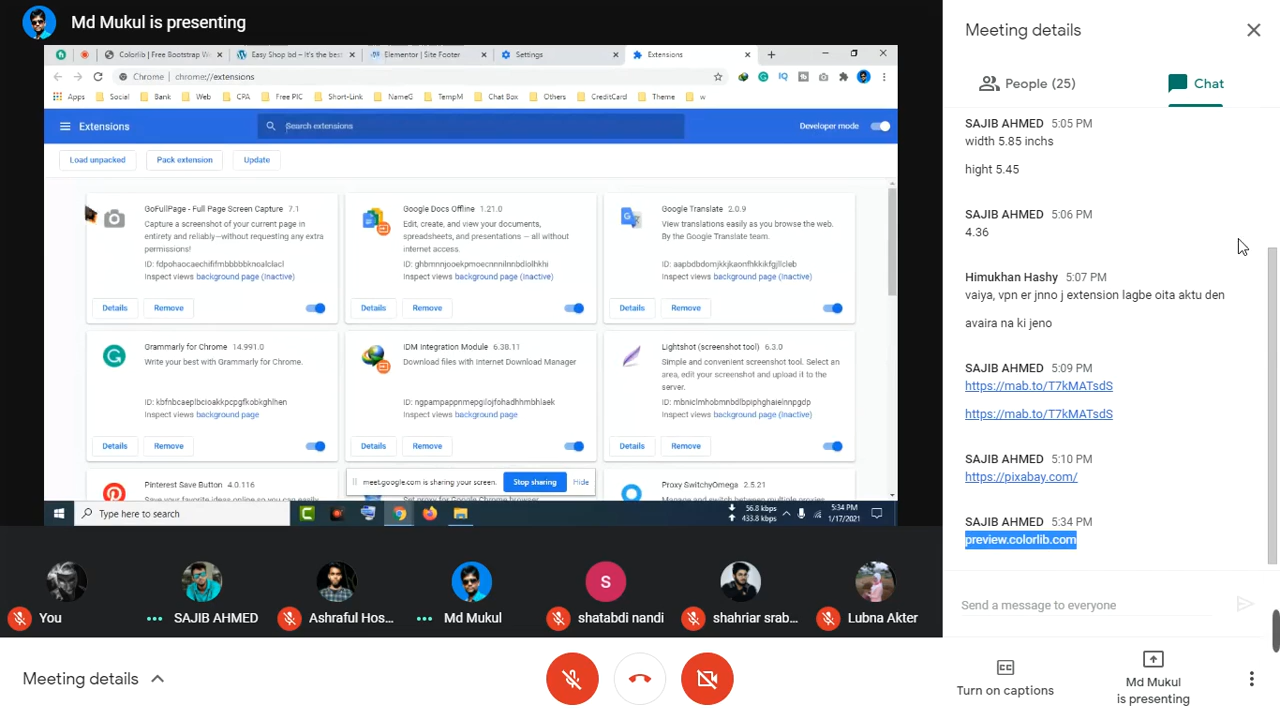 Md Mukul is presenting
Colorlib | Free Bootstrap W
Easy Shop bd – It's the best
Elementor | Site Footer
Settings
Extensions
Chrome | chrome://extensions
Apps
Social
Bank
Web
CPA
Free PIC
Short-Link
NameG
TempM
Chat Box
Others
CreditCard
Theme
w
Extensions
Search extensions
Developer mode
Load unpacked
Pack extension
Update
GoFullPage - Full Page Screen Capture 7.1
Capture a screenshot of your current page in
entirety and reliably—without requesting any extra
permissions!
ID: fdpohaocaechififmbbbbbknoalclacl
Inspect views background page (Inactive)
Details
Remove
Google Docs Offline 1.21.0
Edit, create, and view your documents,
spreadsheets, and presentations — all without
internet access.
ID: ghbmnnjooekpmoecnnnilnnbdlolhkhi
Inspect views background page (Inactive)
Details
Remove
Google Translate 2.0.9
View translations easily as you browse the web.
By the Google Translate team.
ID: aapbdbdomjkkjkaonfhkkikfgjllcleb
Inspect views background page (Inactive)
Details
Remove
Grammarly for Chrome 14.991.0
Write your best with Grammarly for Chrome.
ID: kbfnbcaeplbcioakkpcpgfkobkghlhen
Inspect views background page
Details
Remove
IDM Integration Module 6.38.11
Download files with Internet Download Manager
ID: ngpampappnmepgilojfohadhhmbhlaek
Inspect views background page
Details
Remove
Lightshot (screenshot tool) 6.3.0
Simple and convenient screenshot tool. Select an
area, edit your screenshot and upload it to the
server.
ID: mbniclmhobmnbdlbpiphghaielnnpgdp
Inspect views background page (Inactive)
Details
Remove
Pinterest Save Button 4.0.116
Proxy SwitchyOmega 2.5.21
meet.google.com is sharing your screen.
Stop sharing
Hide
Type here to search
56.8 kbps
433.8 kbps
5:34 PM
1/17/2021
You
SAJIB AHMED
Ashraful Hos...
Md Mukul
S
shatabdi nandi
shahriar srab...
Lubna Akter
Meeting details
People (25)
Chat
SAJIB AHMED 5:05 PM
width 5.85 inchs
hight 5.45
SAJIB AHMED 5:06 PM
4.36
Himukhan Hashy 5:07 PM
vaiya, vpn er jnno j extension lagbe oita aktu den
avaira na ki jeno
SAJIB AHMED 5:09 PM
https://mab.to/T7kMATsdS
https://mab.to/T7kMATsdS
SAJIB AHMED 5:10 PM
https://pixabay.com/
SAJIB AHMED 5:34 PM
preview.colorlib.com
Send a message to everyone
Meeting details
CC
Turn on captions
Md Mukul
is presenting